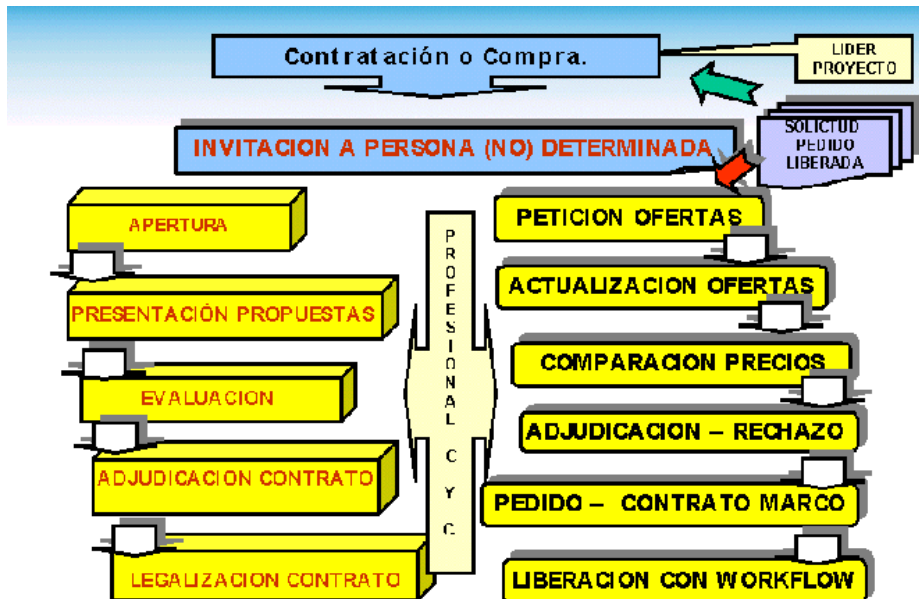 Contratación o Compra.
LIDER
PROYECTO
SOLICTUD
PEDIDO
LIBERADA
INVITACION A PERSONA (NO) DETERMINADA
APERTURA
PRESENTACIÓN PROPUESTAS
EVALUACION
ADJUDICACION CONTRATO
LEGALIZACION CONTRATO
PROFESIONAL C Y C
PETICION OFERTAS
ACTUALIZACION OFERTAS
COMPARACION PRECIOS
ADJUDICACION – RECHAZO
PEDIDO – CONTRATO MARCO
LIBERACION CON WORKFLOW